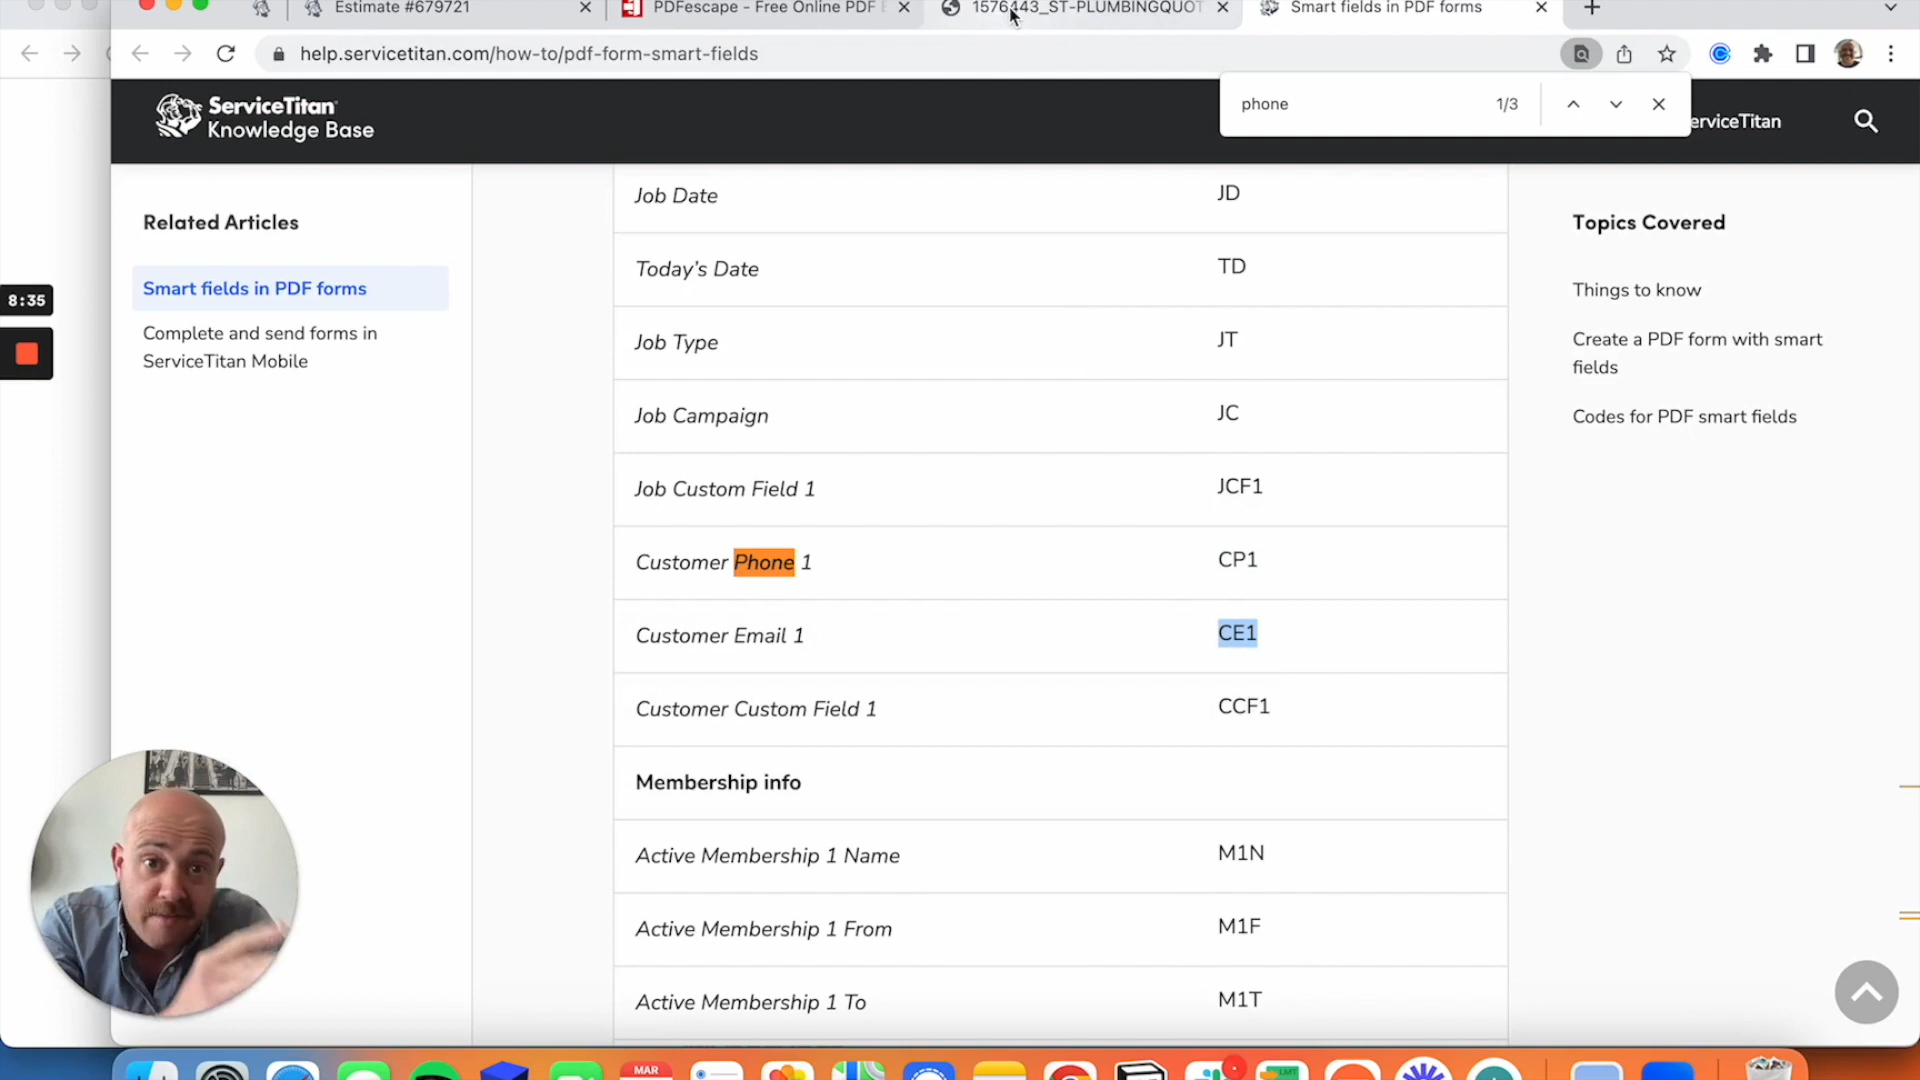 Estimate #679721
PDFescape - Free Online PDF E
1576443_ST-PLUMBINGQUOT
Smart fields in PDF forms
help.servicetitan.com/how-to/pdf-form-smart-fields
phone
1/3
ServiceTitan
Knowledge Base
erviceTitan
Related Articles
Smart fields in PDF forms
Complete and send forms in
ServiceTitan Mobile
8:35
Job Date JD
Today's Date TD
Job Type JT
Job Campaign JC
Job Custom Field 1 JCF1
Customer Phone 1 CP1
Customer Email 1 CE1
Customer Custom Field 1 CCF1
Membership info
Active Membership 1 Name M1N
Active Membership 1 From M1F
Active Membership 1 To M1T
Topics Covered
Things to know
Create a PDF form with smart
fields
Codes for PDF smart fields
MAR